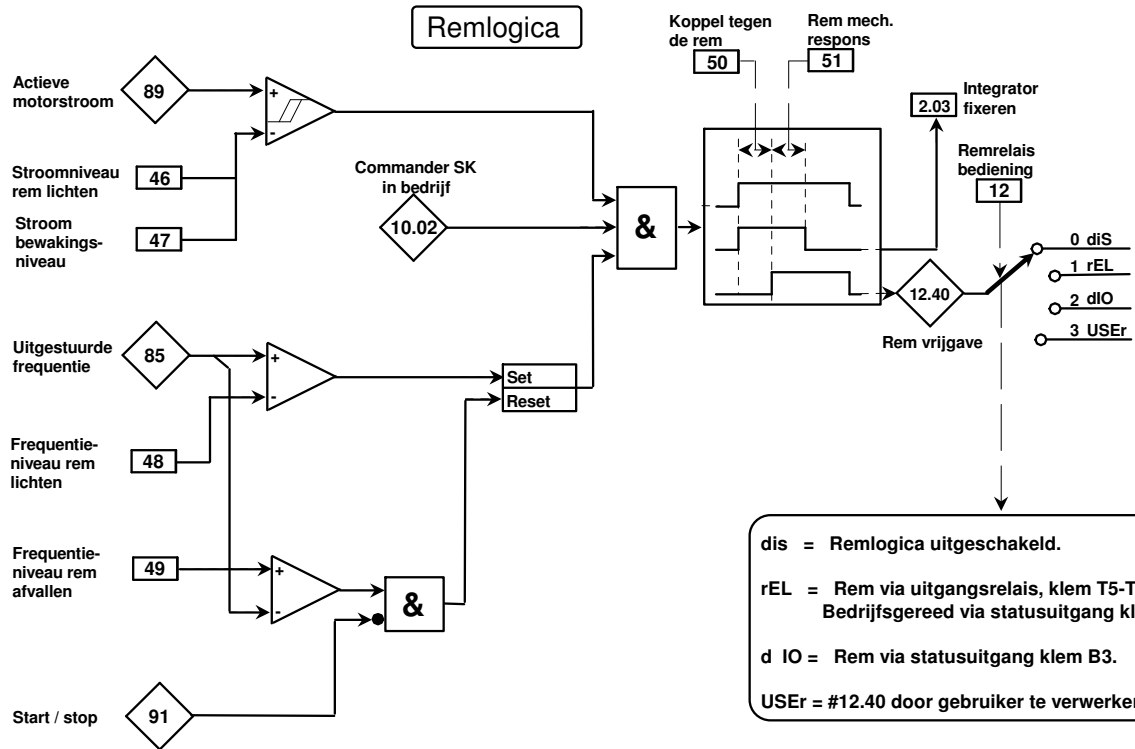 Remlogica
Koppel tegen
de rem
50
Rem mech.
respons
51
Actieve
motorstroom
89
+
-
Integrator
fixeren
2.03
Stroomniveau
rem lichten
46
Commander SK
in bedrijf
10.02
Remrelais
bediening
12
Stroom
bewakings-
niveau
47
&
0 diS
1 rEL
2 dIO
3 USEr
12.40
Rem vrijgave
Uitgestuurde
frequentie
85
+
-
Set
Reset
Frequentie-
niveau rem
lichten
48
Frequentie-
niveau rem
afvallen
49
+
-
&
Start / stop
91
dis = Remlogica uitgeschakeld.
rEL = Rem via uitgangsrelais, klem T5-T
Bedrijfsgereed via statusuitgang kl
d IO = Rem via statusuitgang klem B3.
USEr = #12.40 door gebruiker te verwerken